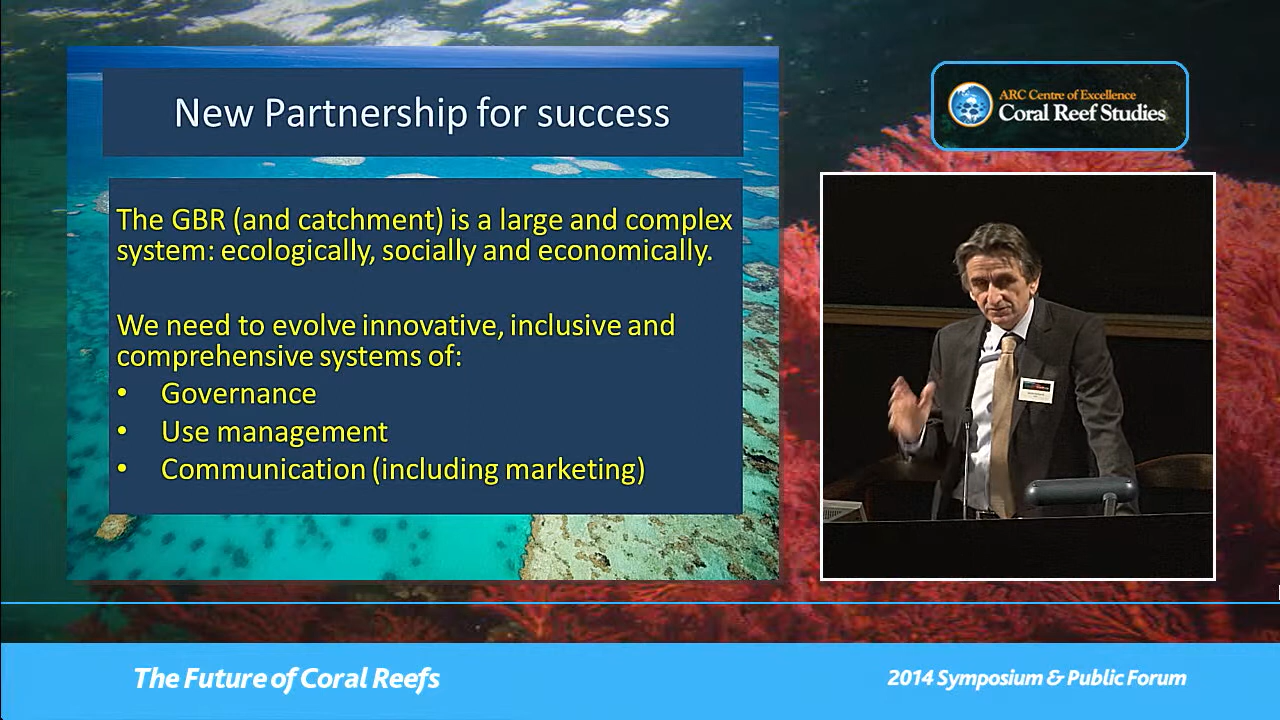 New Partnership for success
The GBR (and catchment) is a large and complex
system: ecologically, socially and economically.
We need to evolve innovative, inclusive and
comprehensive systems of:
• Governance
• Use management
• Communication (including marketing)
ARC Centre of Excellence
Coral Reef Studies
The Future of Coral Reefs
2014 Symposium & Public Forum